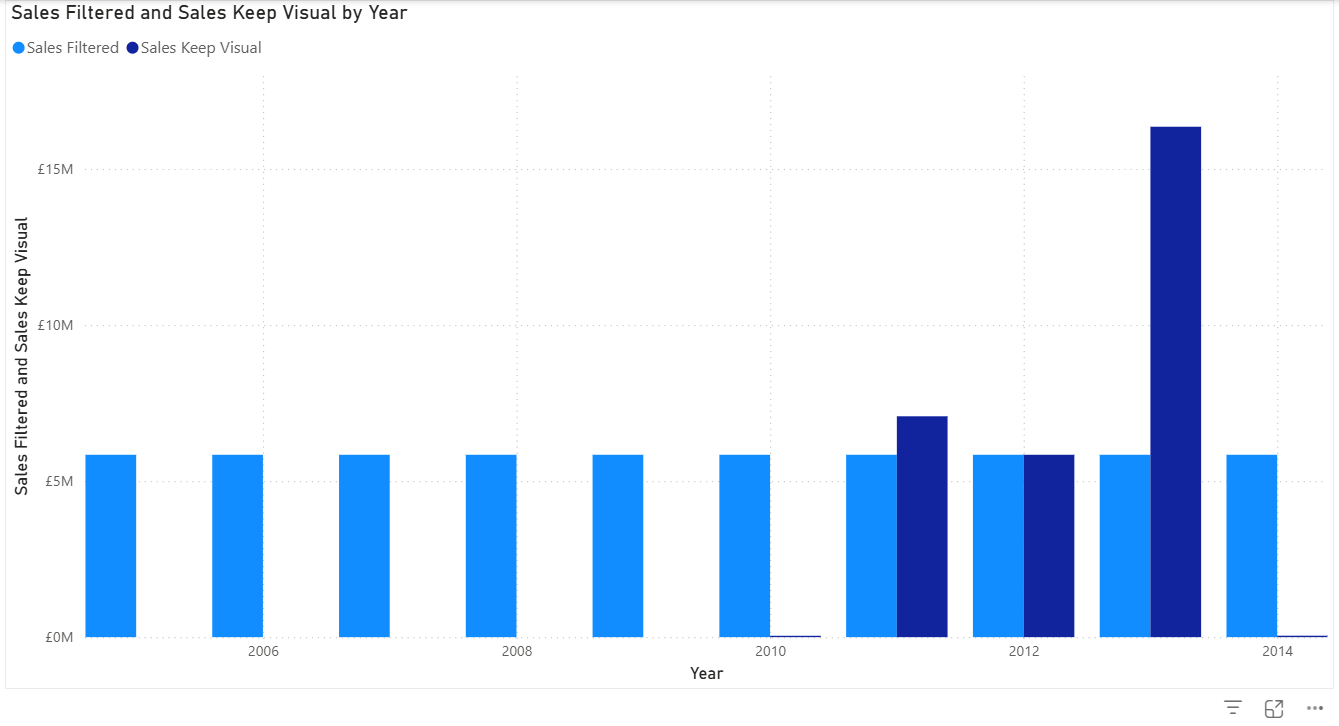 Sales Filtered and Sales Keep Visual by Year
Sales Filtered Sales Keep Visual
Sales Filtered and Sales Keep Visual
£15M
£10M
£5M
£0M
2006 2008 2010 2012 2014
Year